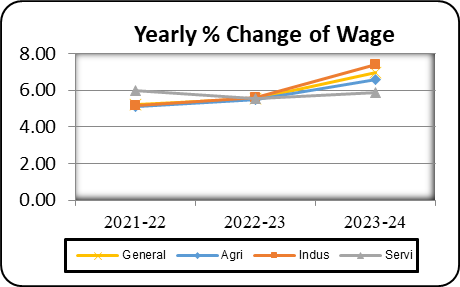 Yearly % Change of Wage
8.00
6.00
4.00
2.00
0.00
2021-22 2022-23 2023-24
General Agri Indus Servi